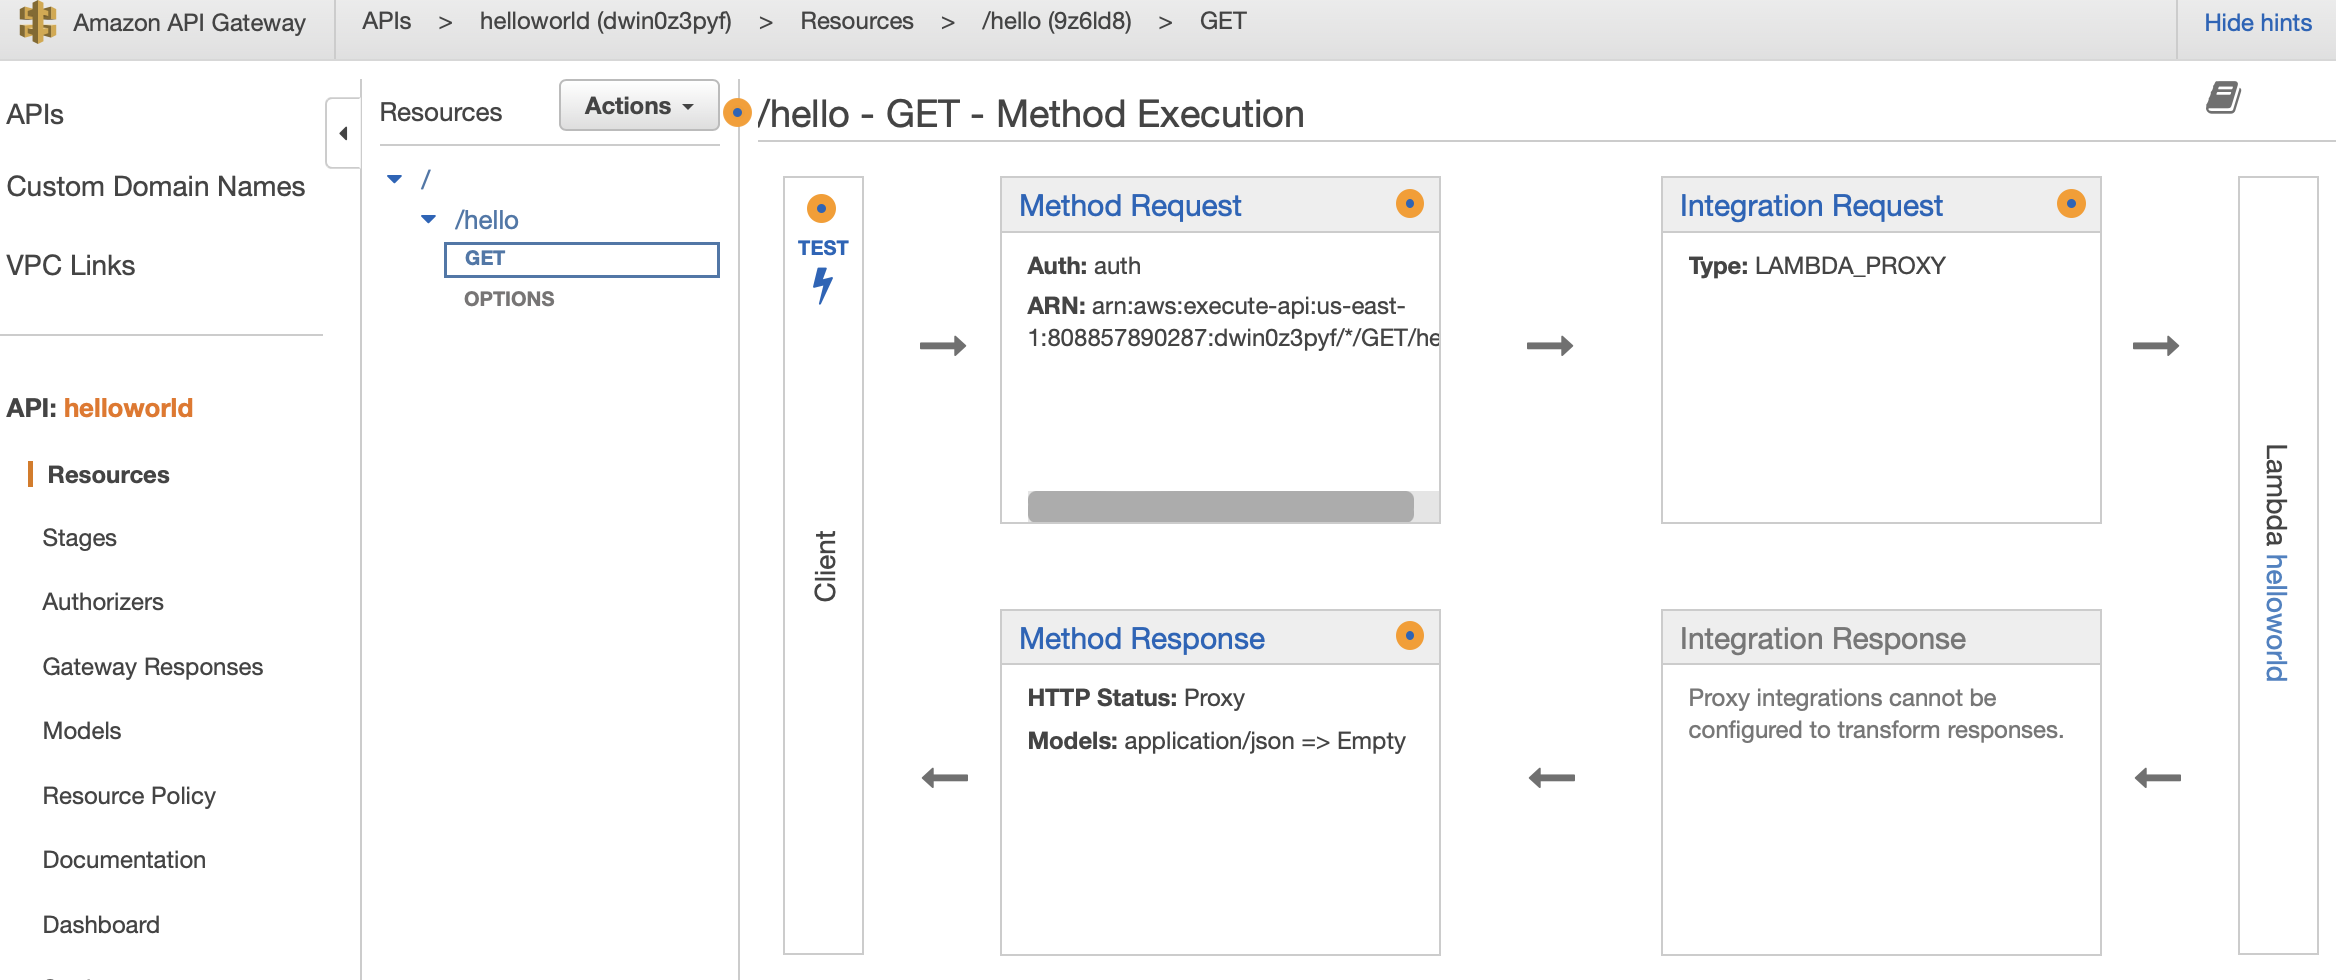 Amazon API Gateway
APIs > helloworld (dwin0z3pyf) > Resources > /hello (9z6ld8) > GET
Hide hints
APIs
Custom Domain Names
VPC Links
API: helloworld
Resources
Stages
Authorizers
Gateway Responses
Models
Resource Policy
Documentation
Dashboard
Resources
Actions
/
/hello
GET
OPTIONS
/hello - GET - Method Execution
TEST
Client
Method Request
Auth: auth
ARN: arn:aws:execute-api:us-east-
1:808857890287:dwin0z3pyf/*/GET/he
Integration Request
Type: LAMBDA_PROXY
Lambda helloworld
Method Response
HTTP Status: Proxy
Models: application/json => Empty
Integration Response
Proxy integrations cannot be
configured to transform responses.